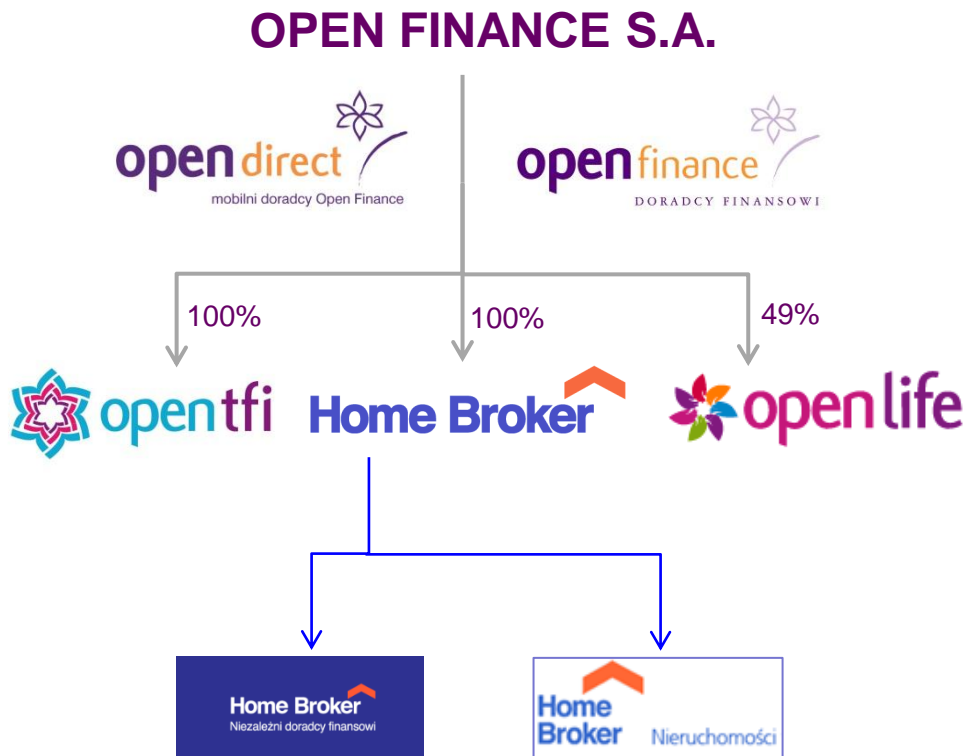 OPEN FINANCE S.A.
open direct
mobilni doradcy Open Finance
open finance
DORADCY FINANSOWI
100%
100%
49%
open tfi
Home Broker
open life
Home Broker
Niezależni doradcy finansowi
Home
Broker Nieruchomości